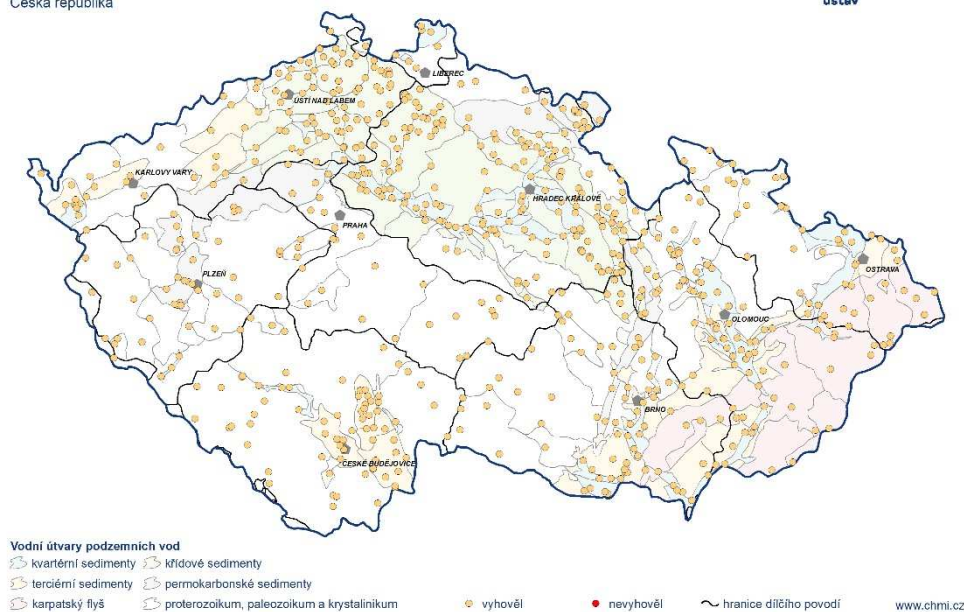 Česká republika
ústav
LIBEREC
ÚSTÍ NAD LABEM
KARLOVY VARY
HRADEC KRÁLOVÉ
PRAHA
PLZEŇ
OSTRAVA
OLOMOUC
BRNO
ČESKÉ BUDĚJOVICE
Vodní útvary podzemních vod
kvartérní sedimenty křídové sedimenty
terciérní sedimenty permokarbonské sedimenty
karpatský flyš proterozoikum, paleozoikum a krystalinikum vyhověl nevyhověl hranice dílčího povodí www.chmi.cz